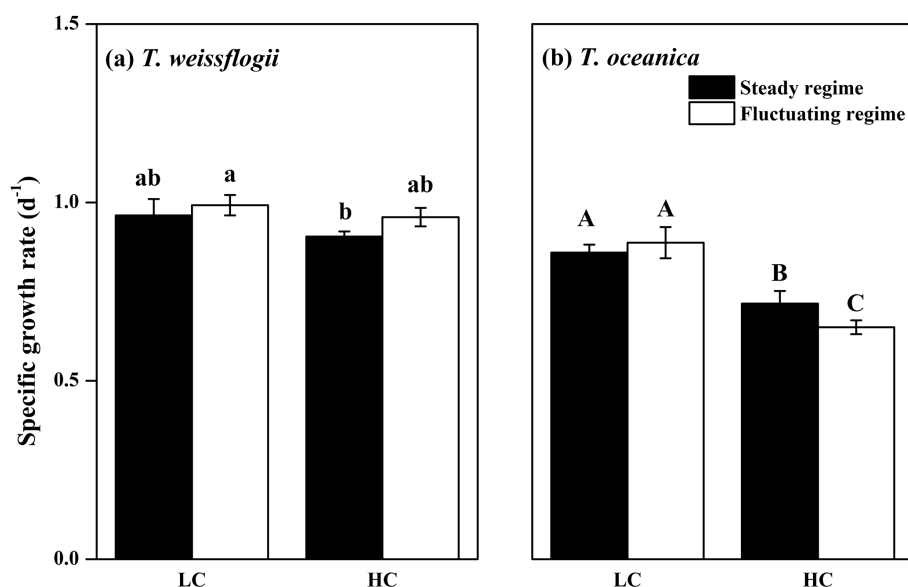 1.5
(a) T. weissflogii
(b) T. oceanica
Steady regime
Fluctuating regime
ab
a
b
ab
A
A
B
C
1.0
0.5
0.0
Specific growth rate (d-1)
LC
HC
LC
HC